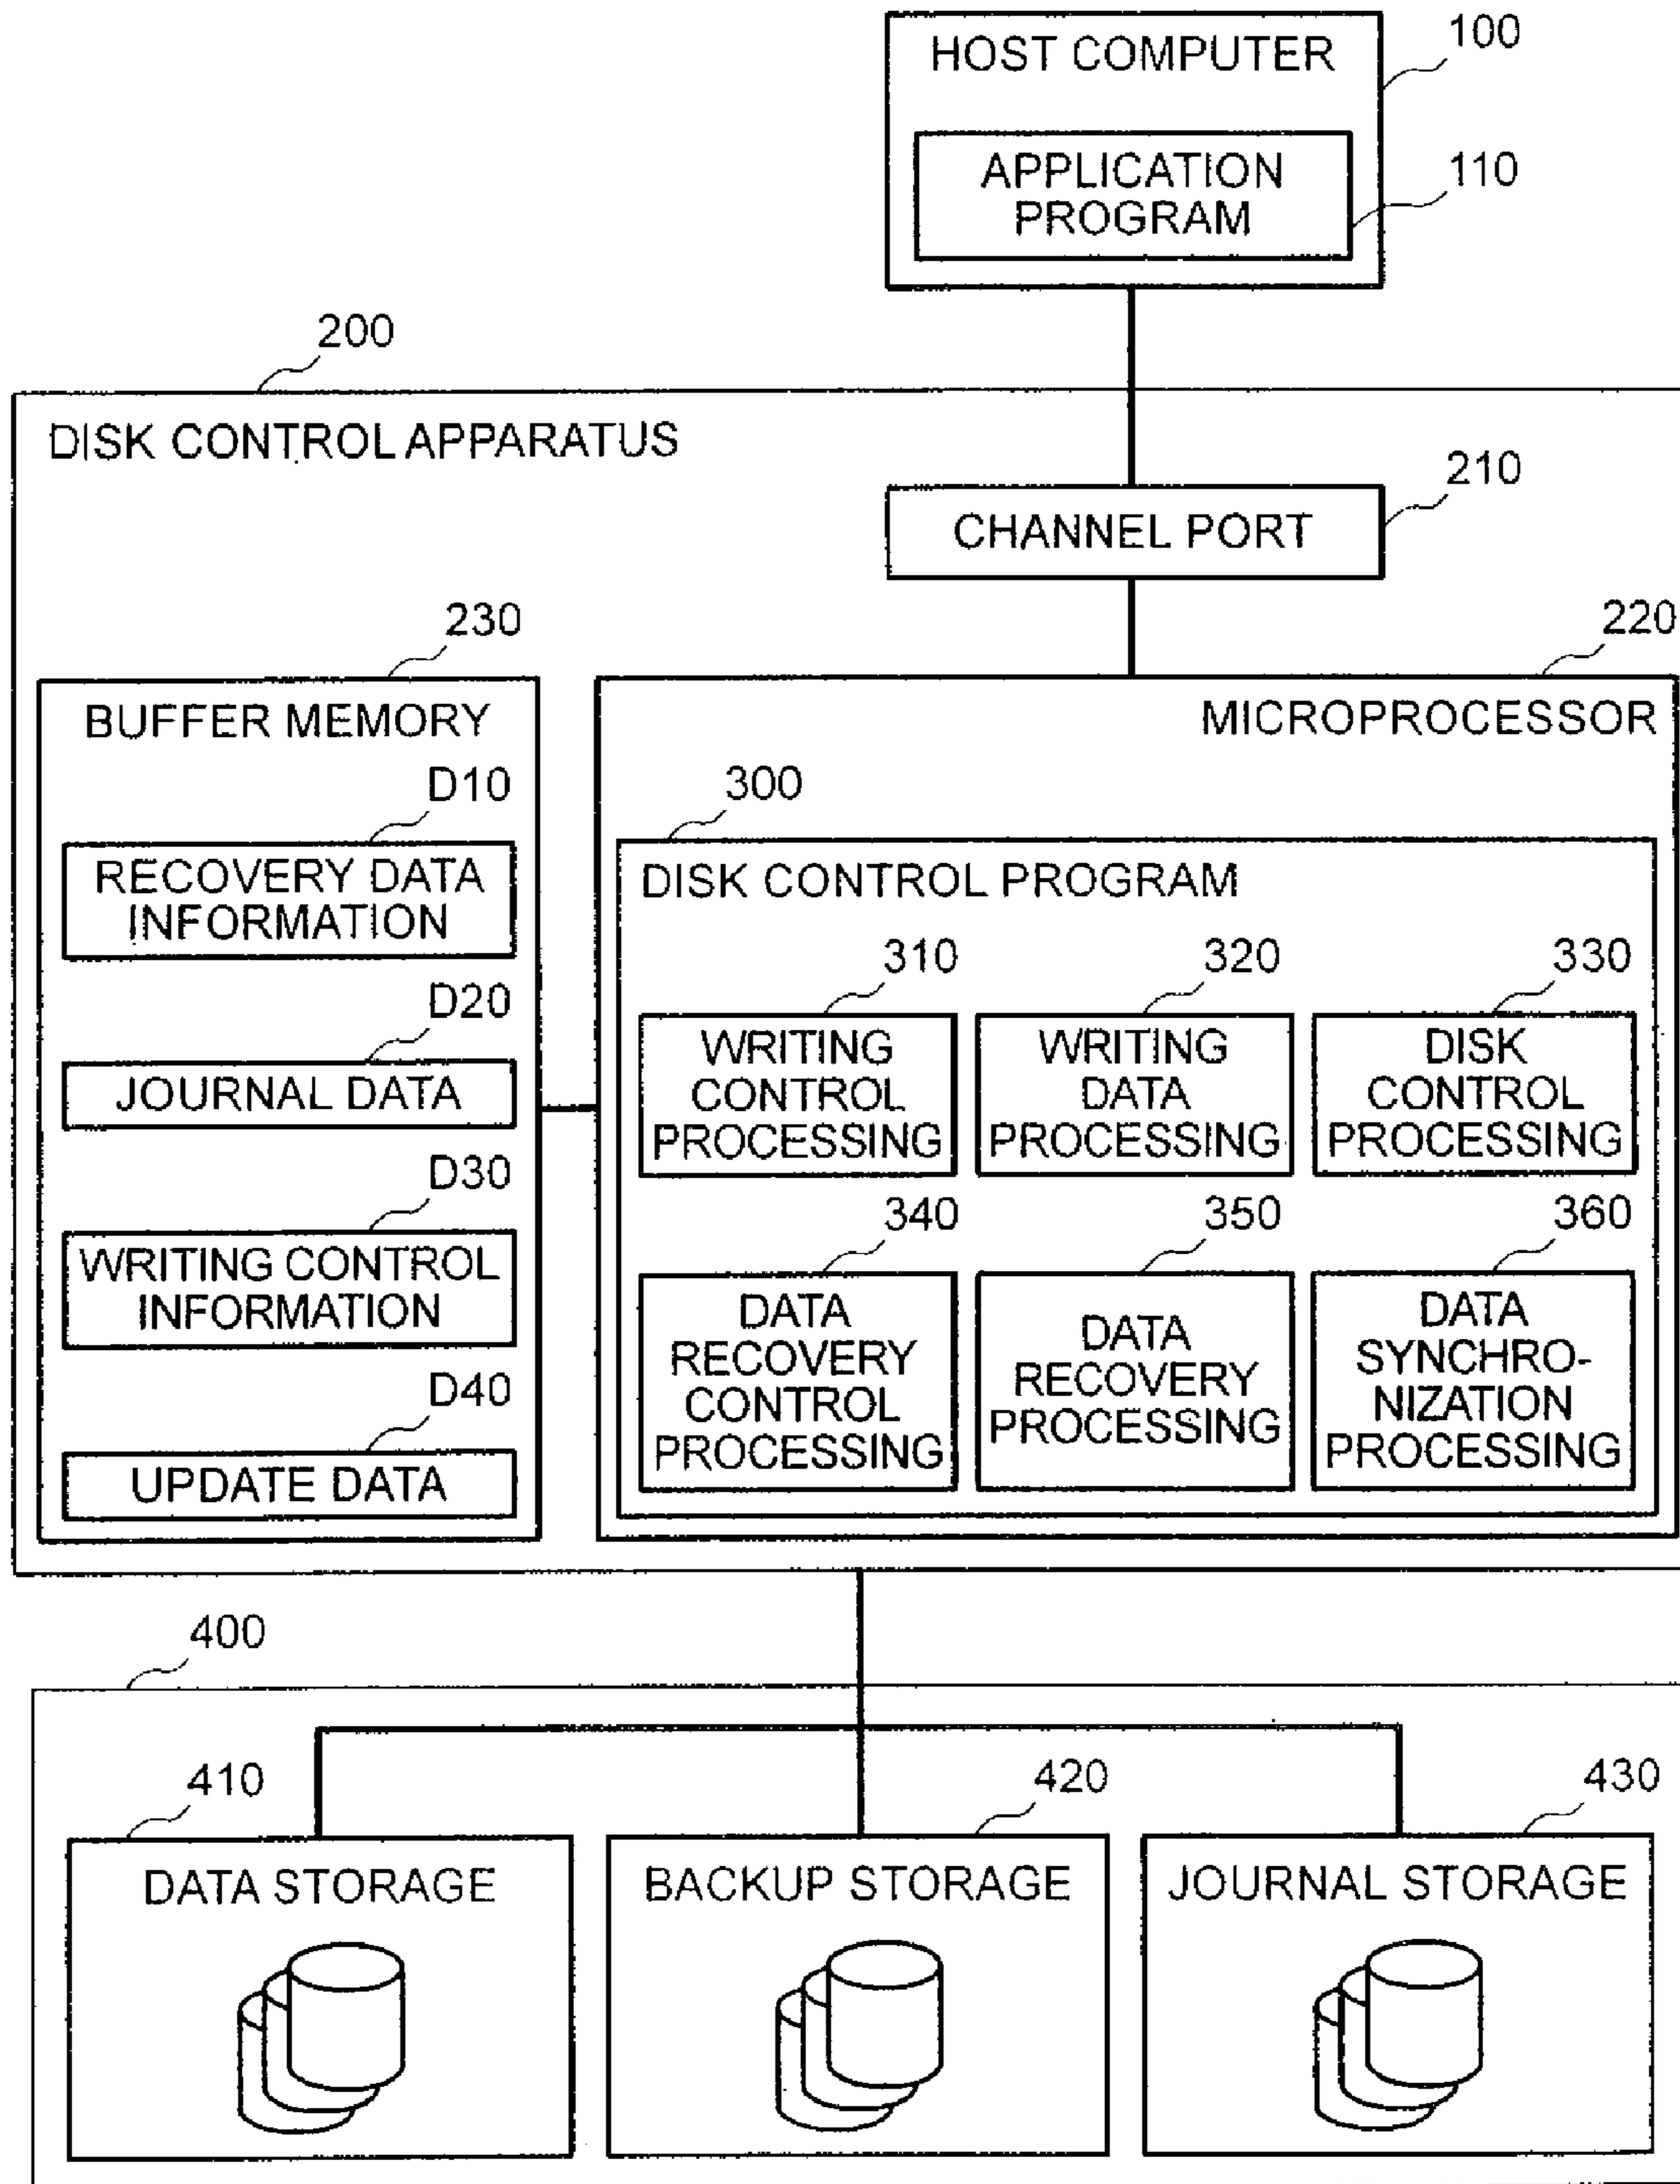 HOST COMPUTER
100
APPLICATION
PROGRAM
110
200
DISK CONTROL APPARATUS
210
CHANNEL PORT
230
220
BUFFER MEMORY
MICROPROCESSOR
D10
RECOVERY DATA
INFORMATION
D20
JOURNAL DATA
D30
WRITING CONTROL
INFORMATION
D40
UPDATE DATA
300
DISK CONTROL PROGRAM
310
WRITING
CONTROL
PROCESSING
320
WRITING
DATA
PROCESSING
330
DISK
CONTROL
PROCESSING
340
DATA
RECOVERY
CONTROL
PROCESSING
350
DATA
RECOVERY
PROCESSING
360
DATA
SYNCHRO-
NIZATION
PROCESSING
400
410
DATA STORAGE
420
BACKUP STORAGE
430
JOURNAL STORAGE